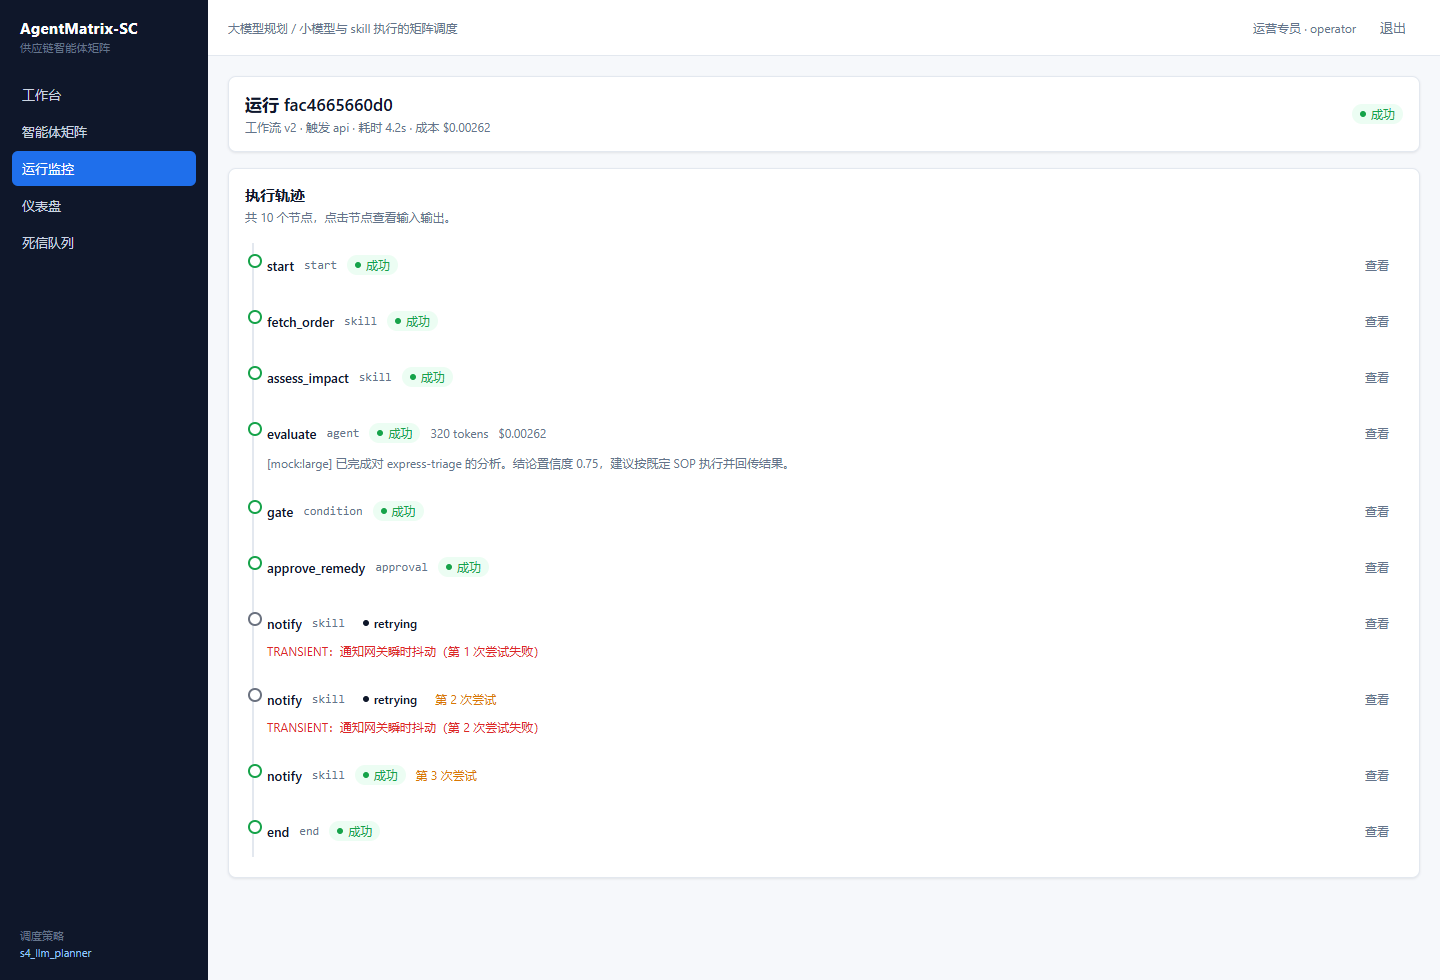 AgentMatrix-SC
供应链智能体矩阵
工作台
智能体矩阵
运行监控
仪表盘
死信队列
调度策略
s4_llm_planner
大模型规划 / 小模型与 skill 执行的矩阵调度
运营专员 · operator 退出
运行 fac4665660d0
工作流 v2 · 触发 api · 耗时 4.2s · 成本 $0.00262
成功
执行轨迹
共 10 个节点，点击节点查看输入输出。
start start 成功 查看
fetch_order skill 成功 查看
assess_impact skill 成功 查看
evaluate agent 成功 320 tokens $0.00262 查看
[mock:large] 已完成对 express-triage 的分析。结论置信度 0.75，建议按既定 SOP 执行并回传结果。
gate condition 成功 查看
approve_remedy approval 成功 查看
notify skill retrying 查看
TRANSIENT：通知网关瞬时抖动（第 1 次尝试失败）
notify skill retrying 第 2 次尝试 查看
TRANSIENT：通知网关瞬时抖动（第 2 次尝试失败）
notify skill 成功 第 3 次尝试 查看
end end 成功 查看